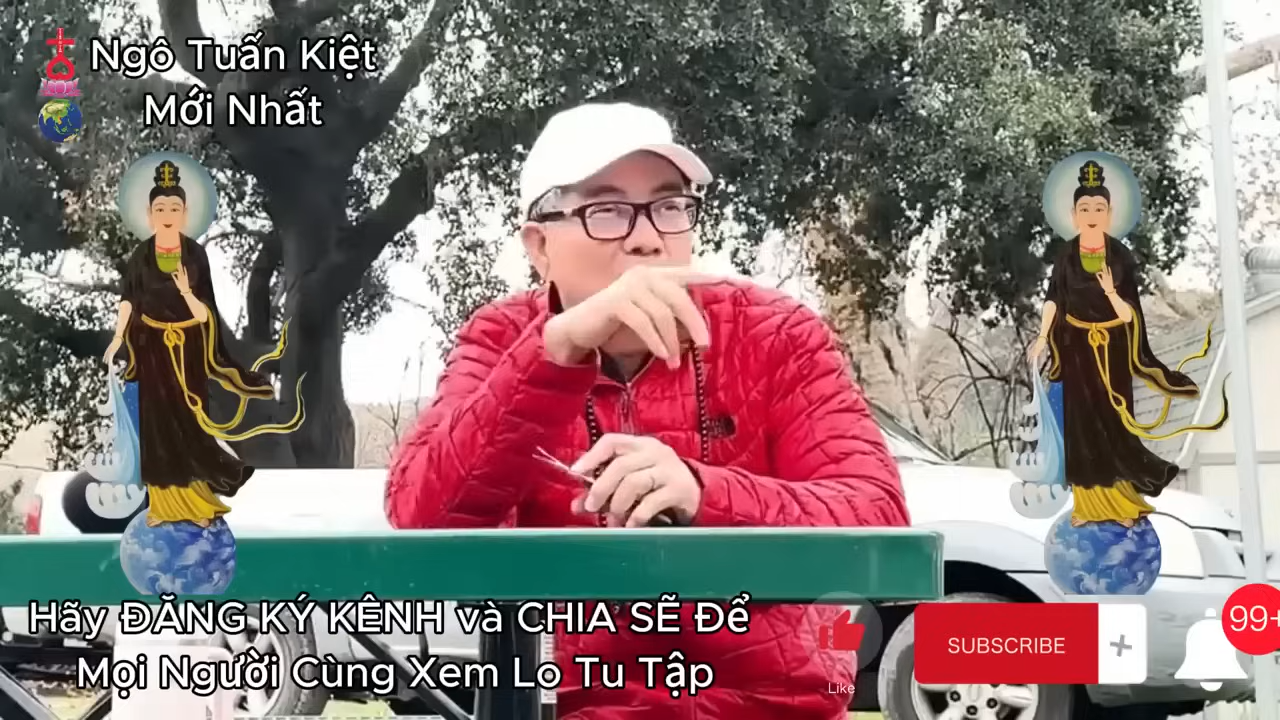 Ngô Tuấn Kiệt
Mới Nhất
Hãy ĐĂNG KÝ KÊNH và CHIA SẺ Để
Mọi Người Cùng Xem Lo Tu Tập
Like
SUBSCRIBE
99+